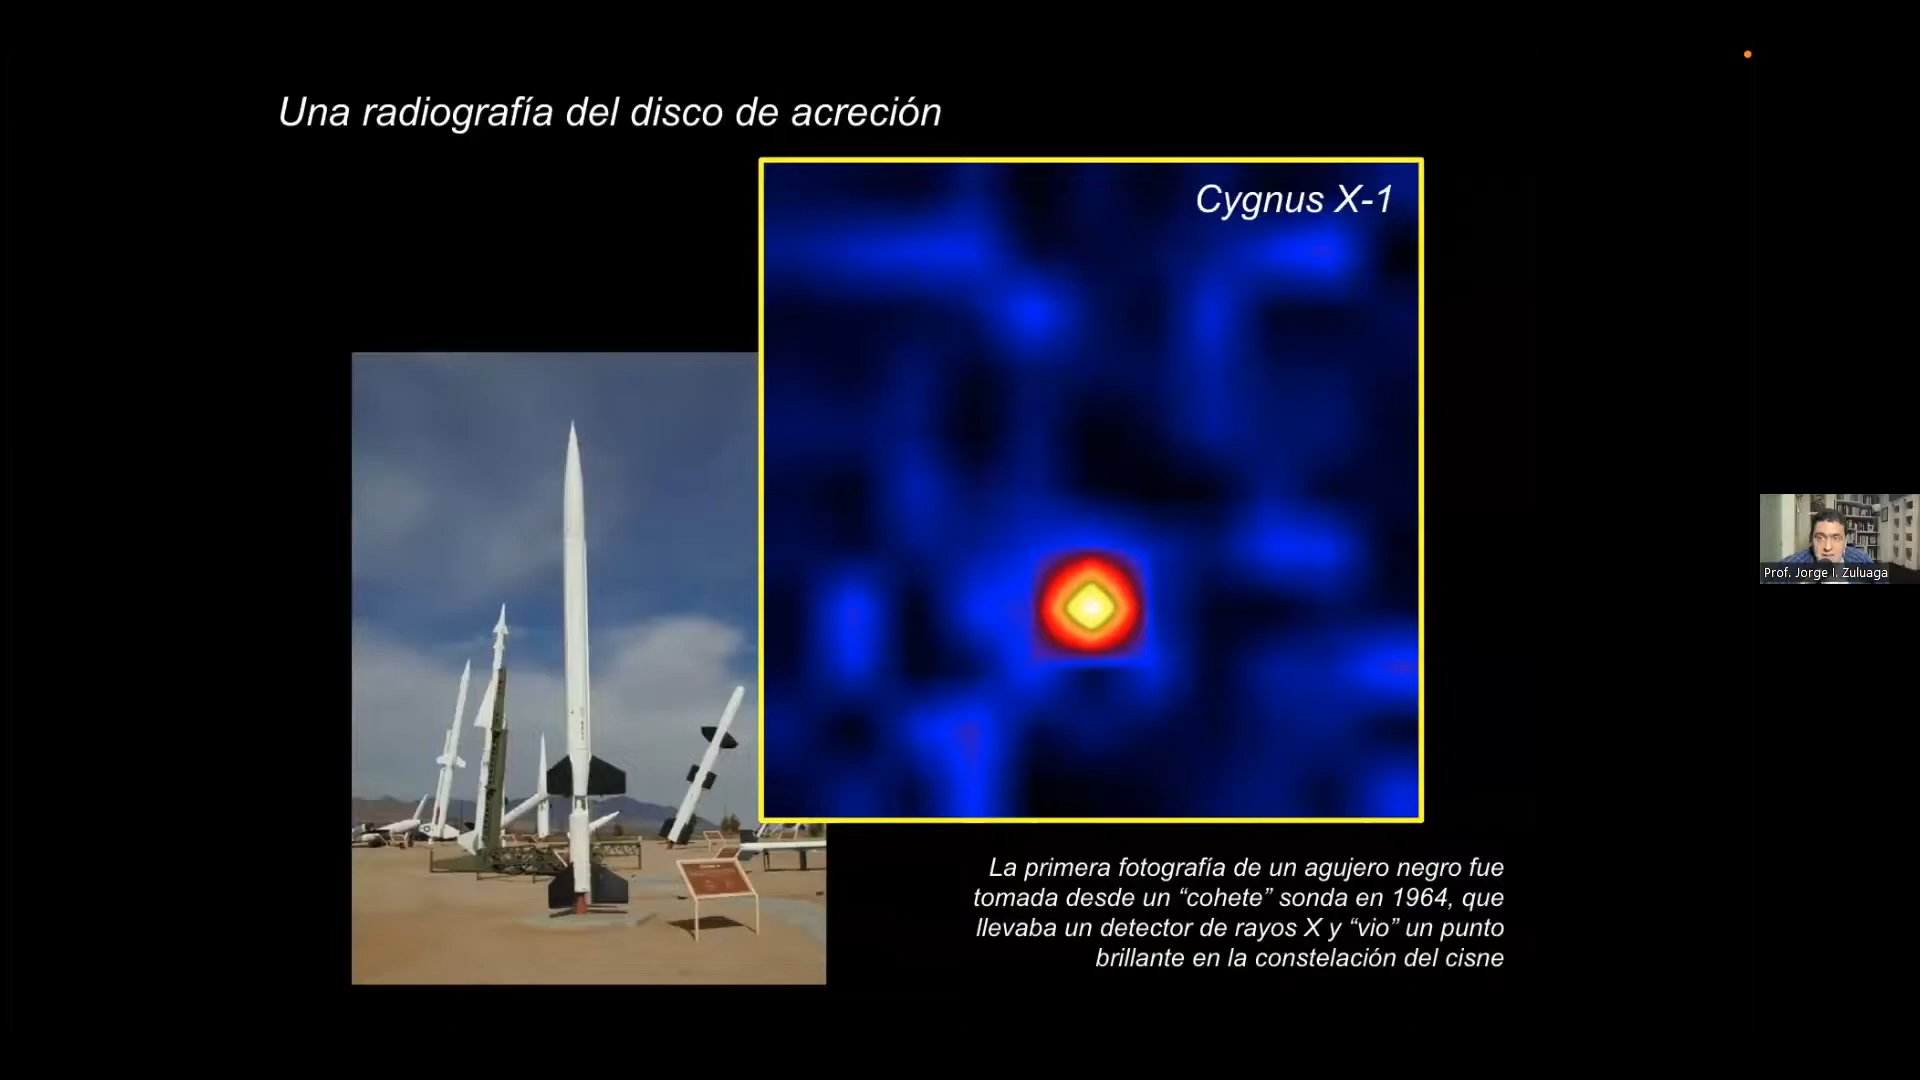 Una radiografía del disco de acreción
Cygnus X-1
La primera fotografía de un agujero negro fue
tomada desde un “cohete” sonda en 1964, que
llevaba un detector de rayos X y “vio” un punto
brillante en la constelación del cisne
Prof. Jorge I. Zuluaga